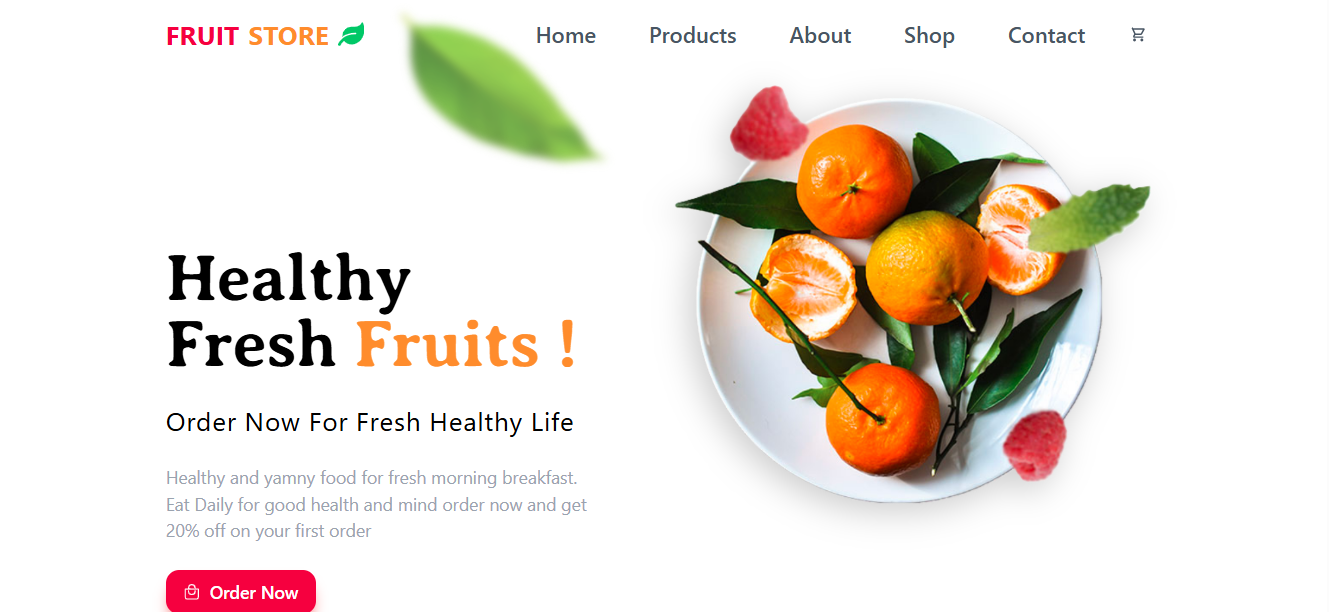 FRUIT STORE
Home Products About Shop Contact
Healthy
Fresh Fruits !
Order Now For Fresh Healthy Life
Healthy and yamny food for fresh morning breakfast.
Eat Daily for good health and mind order now and get
20% off on your first order
Order Now